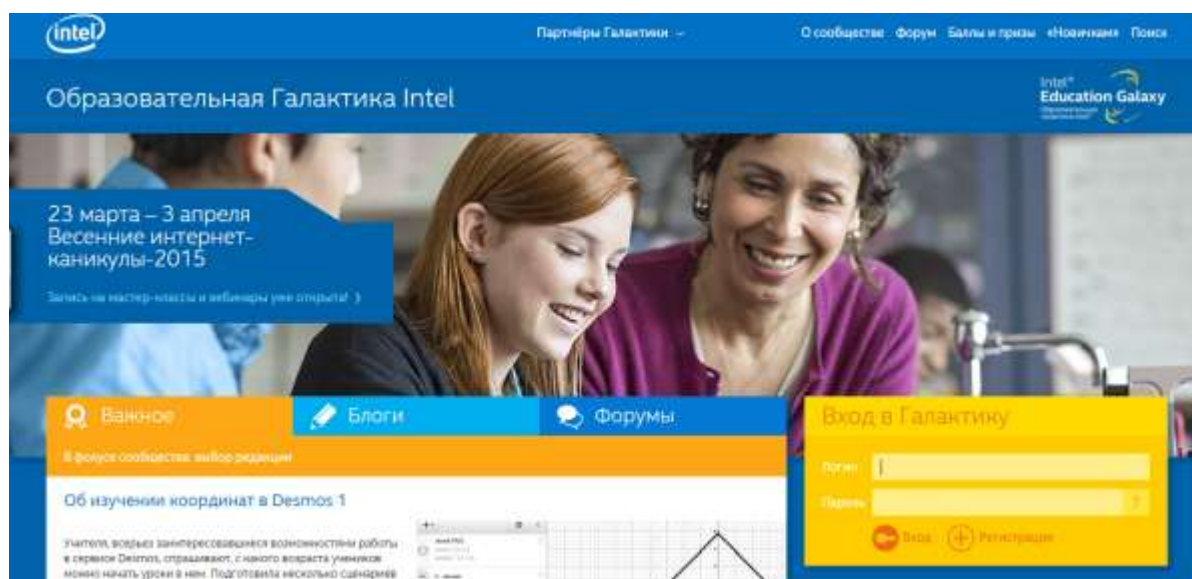 intel
Партнёры Галактики
О сообществе Форум Баллы и призы «Новичкам» Поиск
Образовательная Галактика Intel
Intel®
Education Galaxy
23 марта – 3 апреля
Весенние интернет-
каникулы-2015
Запись на мастер-классы и вебинары уже открыта!
Важное
Блоги
Форумы
В фокусе сообщества: выбор редакции
Об изучении координат в Desmos 1
Учителя, всерьез заинтересовавшиеся возможностями работы
в сервисе Desmos, спрашивают, с какого возраста учеников
можно начать уроки в нем. Подготовила несколько сценариев
Вход в Галактику
Логин
Пароль
?
Вход
Регистрация